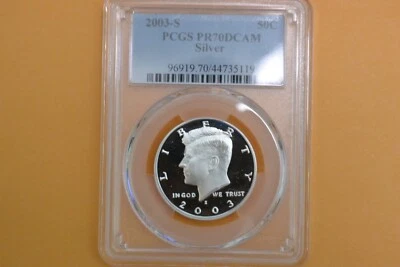 2003-S 50C
PCGS PR70DCAM
Silver
96919.70/44735119
LIBERTY
IN GOD WE TRUST
S
2003